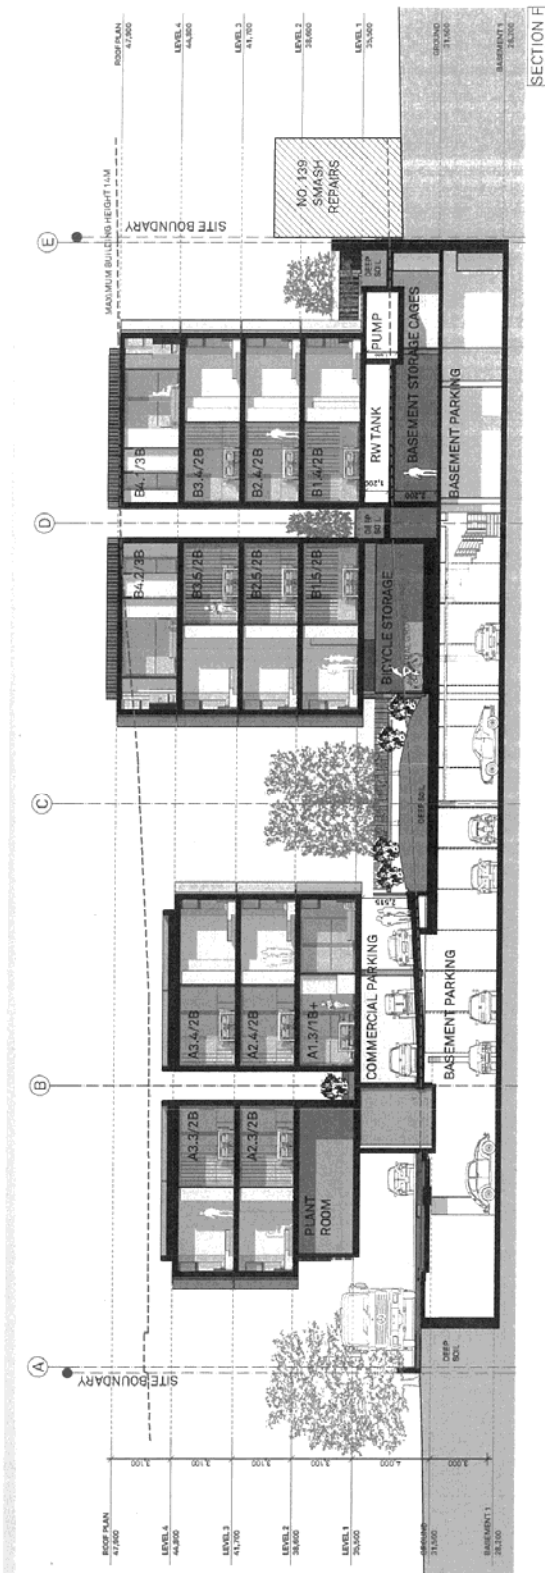 A
B
C
D
E
SITE BOUNDARY
MAXIMUM BUILDING HEIGHT 14M
SITE BOUNDARY
ROOF PLAN
47,900
LEVEL 4
44,800
LEVEL 3
41,700
LEVEL 2
38,600
LEVEL 1
35,500
GROUND
31,500
BASEMENT 1
28,200
3,100
3,100
3,100
3,100
4,000
A3.3/2B
A2.3/2B
PLANT
ROOM
A3.4/2B
A2.4/2B
A1.3/1B+
COMMERCIAL PARKING
BASEMENT PARKING
DEEP
SOIL
DEEP SOIL
B4.2/3B
B3.5/2B
B2.5/2B
B1.5/2B
BICYCLE STORAGE
DEEP
SOIL
B4.1/3B
B3.4/2B
B2.4/2B
B1.4/2B
RW TANK
PUMP
DEEP
SOIL
BASEMENT STORAGE CAGES
BASEMENT PARKING
NO. 139
SMASH
REPAIRS
ROOF PLAN
47,900
LEVEL 4
44,800
LEVEL 3
41,700
LEVEL 2
38,600
LEVEL 1
35,500
GROUND
31,500
BASEMENT 1
28,200
SECTION F